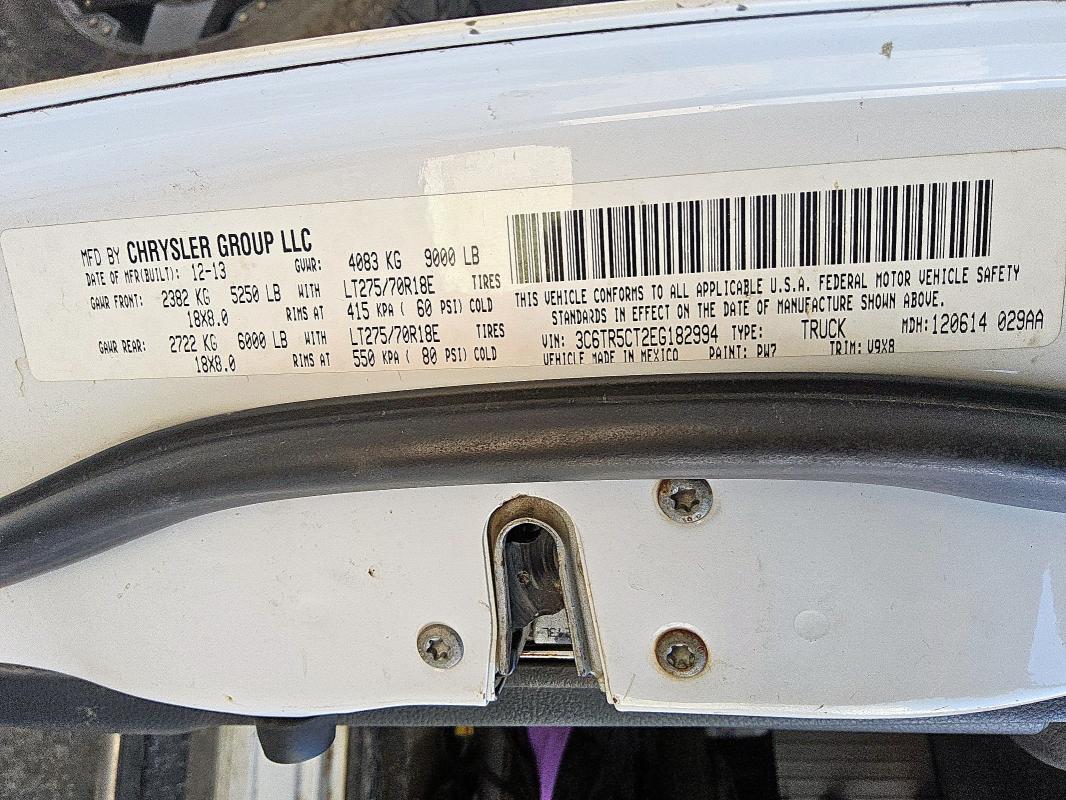 MFD BY CHRYSLER GROUP LLC
DATE OF MFR(BUILT): 12-13 GVWR: 4083 KG 9000 LB
GAWR FRONT: 2382 KG 5250 LB WITH LT275/70R18E TIRES
18X8.0 RIMS AT 415 KPA ( 60 PSI) COLD
GAWR REAR: 2722 KG 6000 LB WITH LT275/70R18E TIRES
18X8.0 RIMS AT 550 KPA ( 80 PSI) COLD
THIS VEHICLE CONFORMS TO ALL APPLICABLE U.S.A. FEDERAL MOTOR VEHICLE SAFETY
STANDARDS IN EFFECT ON THE DATE OF MANUFACTURE SHOWN ABOVE.
VIN: 3C6TR5CT2EG182994 TYPE: TRUCK MDH: 120614 029AA
VEHICLE MADE IN MEXICO PAINT: PW7 TRIM: V9X8